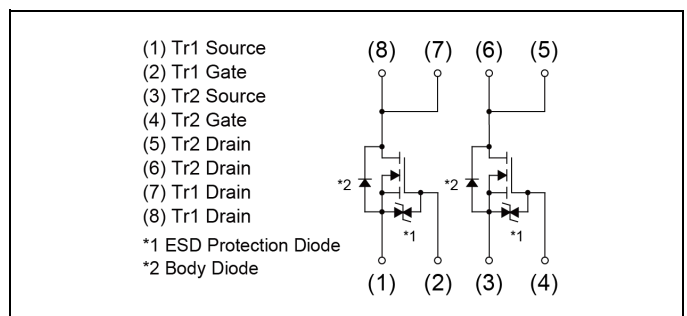 (1) Tr1 Source
(2) Tr1 Gate
(3) Tr2 Source
(4) Tr2 Gate
(5) Tr2 Drain
(6) Tr2 Drain
(7) Tr1 Drain
(8) Tr1 Drain
*1 ESD Protection Diode
*2 Body Diode
(8) (7) (6) (5)
*2 *2
*1 *1
(1) (2) (3) (4)